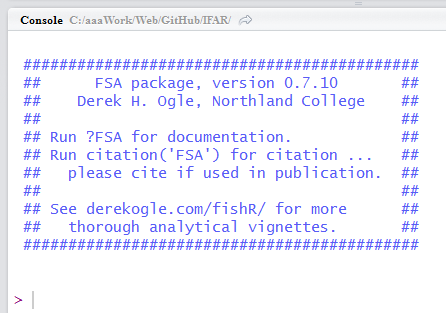 Console C:/aaaWork/Web/GitHub/IFAR/
############################################
##      FSA package, version 0.7.10       ##
##    Derek H. Ogle, Northland College    ##
##                                        ##
## Run ?FSA for documentation.            ##
## Run citation('FSA') for citation ...   ##
##   please cite if used in publication.  ##
##                                        ##
## See derekogle.com/fishR/ for more      ##
##   thorough analytical vignettes.       ##
############################################
>